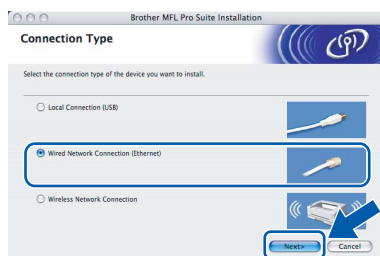 Brother MFL Pro Suite Installation
Connection Type
Select the connection type of the device you want to install.
Local Connection (USB)
Wired Network Connection (Ethernet)
Wireless Network Connection
Next> Cancel